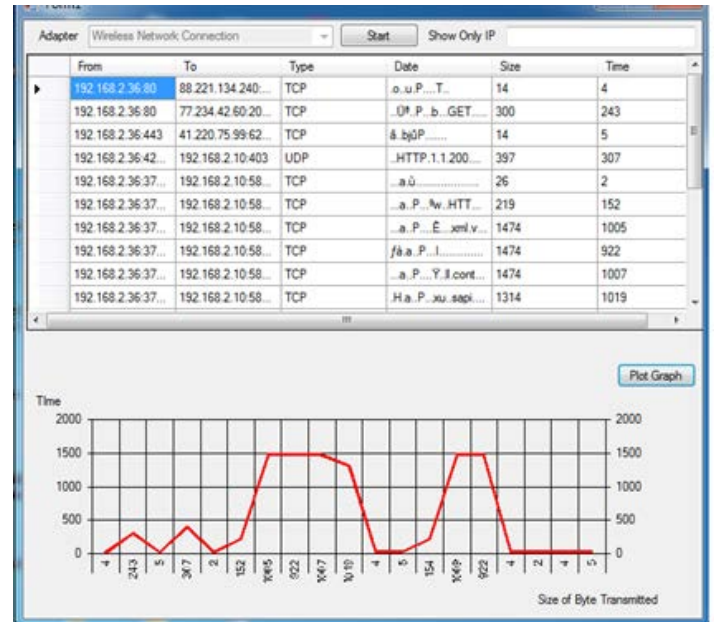 Adapter Wireless Network Connection Start Show Only IP
From To Type Date Size Time
192.168.2.36:80 88.221.134.240:... TCP .o..u.P....T.. 14 4
192.168.2.36:80 77.234.42.60:20... TCP 300 243
192.168.2.36:443 41.220.75.99:62... TCP 14 5
192.168.2.36:42... 192.168.2.10:403 UDP ...HTTP.1.1.200.... 397 307
192.168.2.36:37... 192.168.2.10:58... TCP 26 2
192.168.2.36:37... 192.168.2.10:58... TCP 219 152
192.168.2.36:37... 192.168.2.10:58... TCP 1474 1005
192.168.2.36:37... 192.168.2.10:58... TCP 1474 922
192.168.2.36:37... 192.168.2.10:58... TCP 1474 1007
192.168.2.36:37... 192.168.2.10:58... TCP 1314 1019
Plot Graph
TIme
2000 2000
1500 1500
1000 1000
500 500
0 0
4 243 5 307 2 152 1005 922 1007 1019 4 5 154 1009 922 4 2 4 5
Size of Byte Transmitted